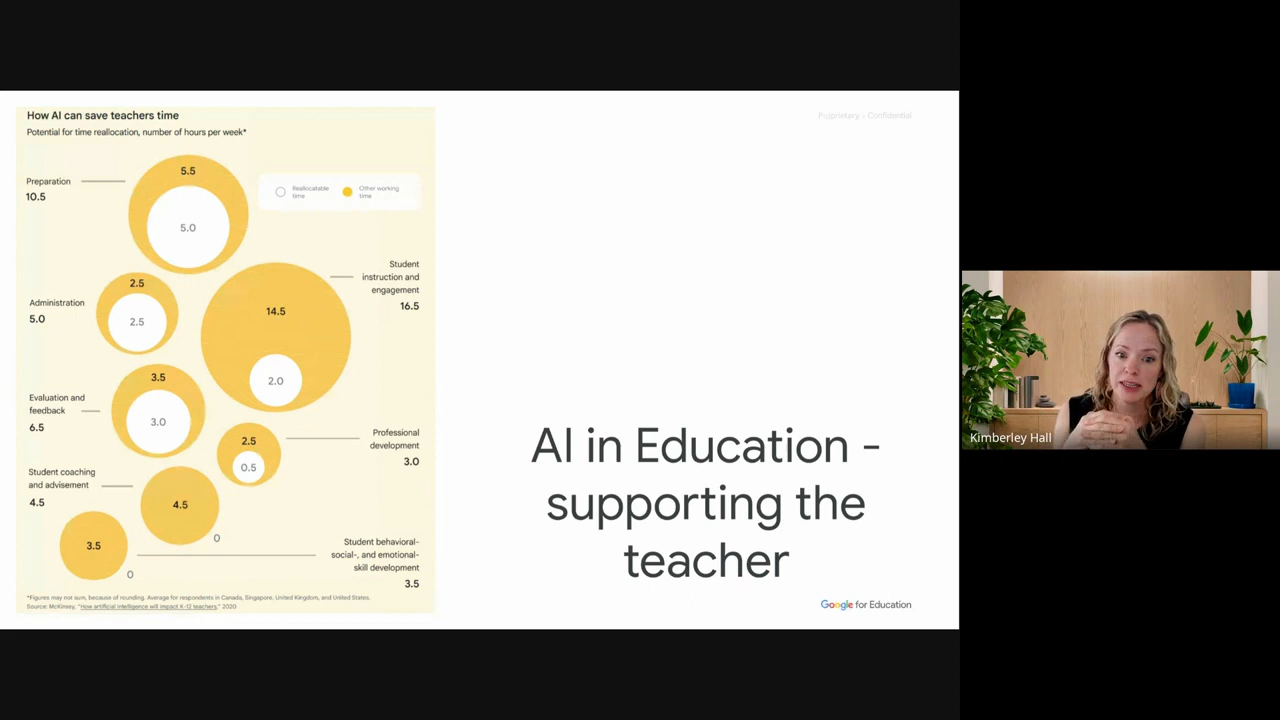 How AI can save teachers time
Potential for time reallocation, number of hours per week*
Proprietary + Confidential
Preparation
10.5
5.5
5.0
Reallocatable
time
Other working
time
Administration
5.0
2.5
2.5
Student
instruction and
engagement
16.5
14.5
2.0
Evaluation and
feedback
6.5
3.5
3.0
Professional
development
3.0
2.5
0.5
Student coaching
and advisement
4.5
4.5
0
3.5
0
Student behavioral-
social-, and emotional-
skill development
3.5
*Figures may not sum, because of rounding. Average for respondents in Canada, Singapore, United Kingdom, and United States.
Source: McKinsey, "How artificial intelligence will impact K-12 teachers," 2020
AI in Education -
supporting the
teacher
Google for Education
Kimberley Hall